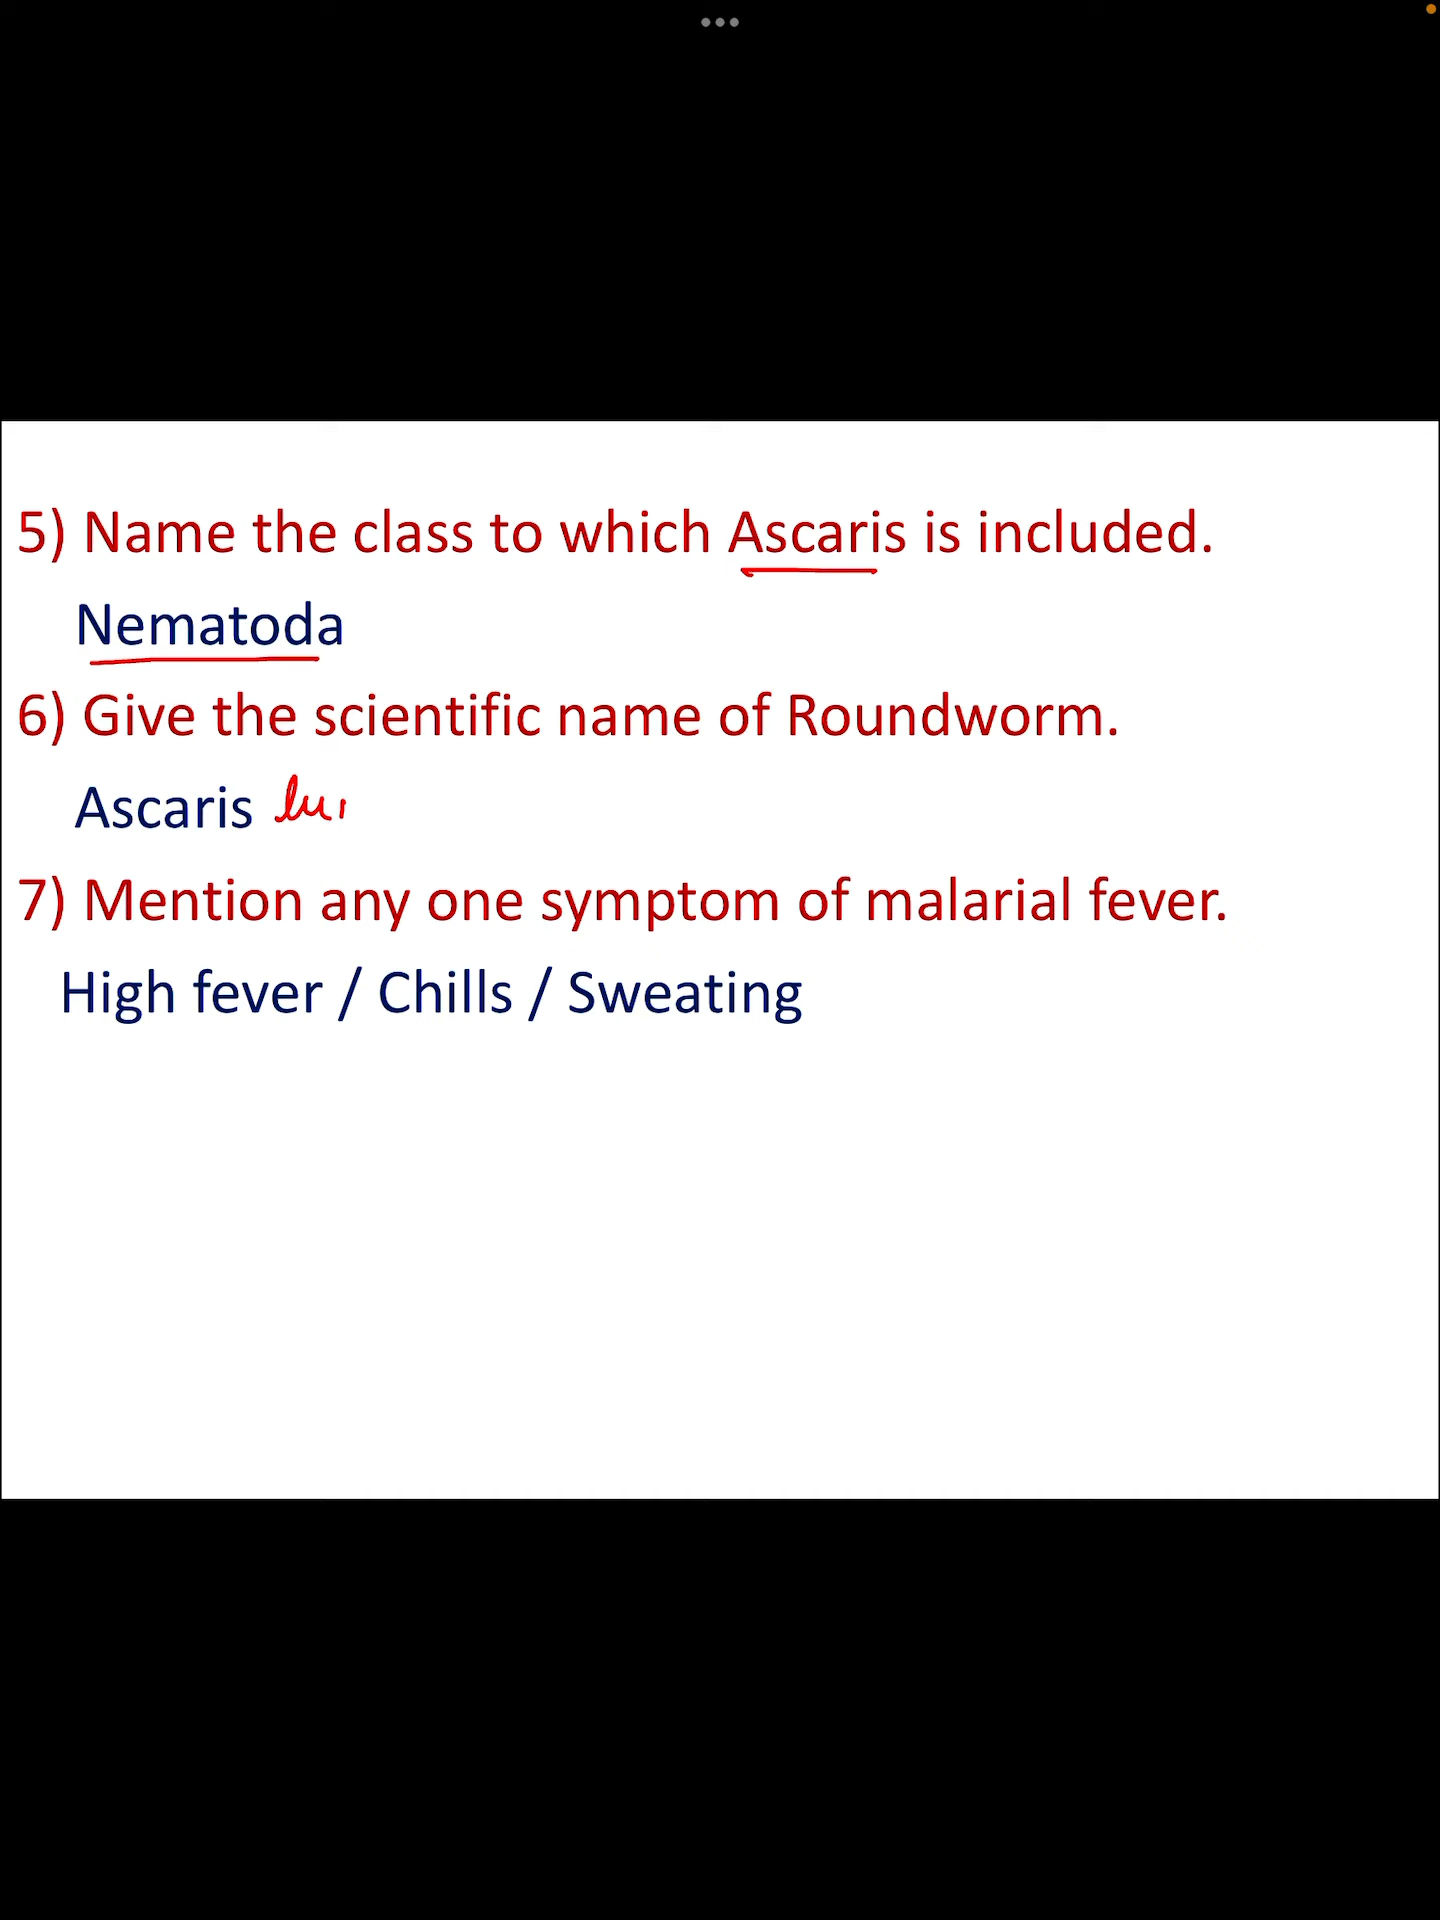 5) Name the class to which Ascaris is included.
Nematoda
6) Give the scientific name of Roundworm.
Ascaris
7) Mention any one symptom of malarial fever.
High fever / Chills / Sweating